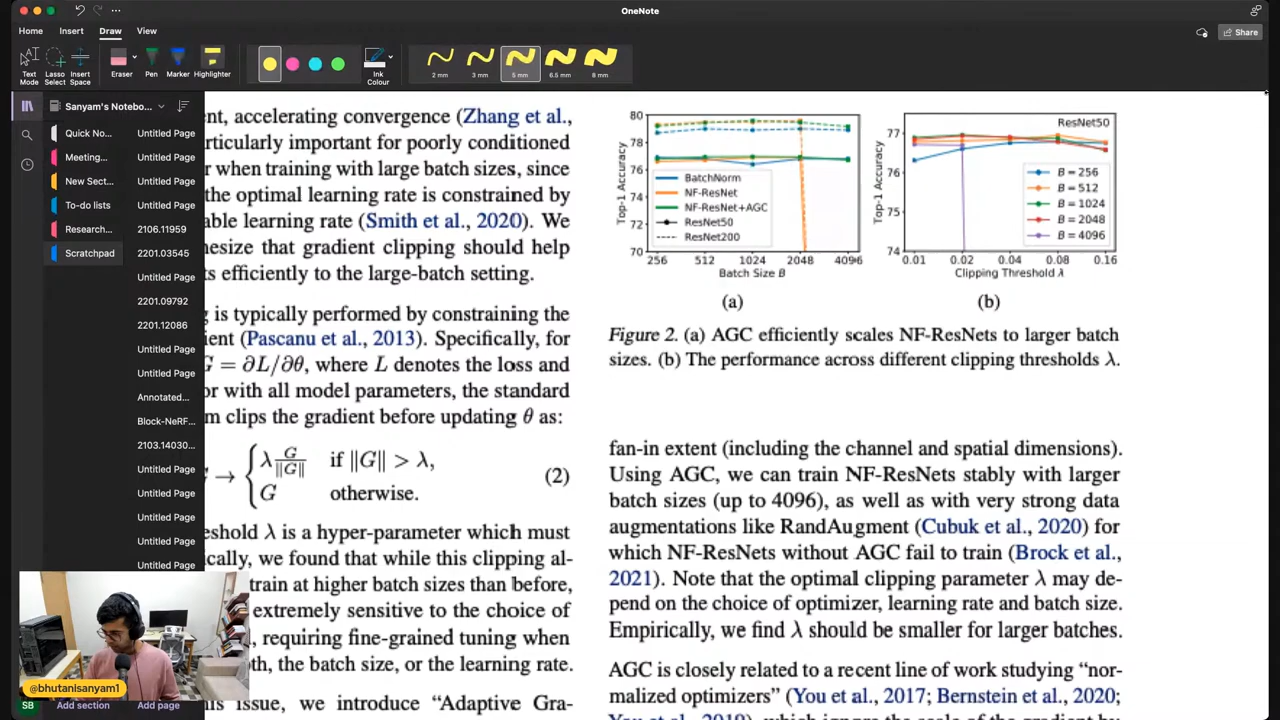 OneNote
Home Insert Draw View
Share
Text Mode
Lasso Select
Insert Space
Eraser
Pen
Marker
Highlighter
Ink Colour
2 mm
3 mm
5 mm
6.5 mm
8 mm
Sanyam's Notebo...
Quick No...
Meeting...
New Sect...
To-do lists
Research...
Scratchpad
Untitled Page
Untitled Page
Untitled Page
Untitled Page
2106.11959
2201.03545
Untitled Page
2201.09792
2201.12086
Untitled Page
Untitled Page
Annotated...
Block-NeRF...
2103.14030...
Untitled Page
Untitled Page
Untitled Page
Untitled Page
Untitled Page
@bhutanisanyam1
SB
Add section
Add page
ent, accelerating convergence (Zhang et al.,
rticularly important for poorly conditioned
r when training with large batch sizes, since
the optimal learning rate is constrained by
able learning rate (Smith et al., 2020). We
hesize that gradient clipping should help
s efficiently to the large-batch setting.
g is typically performed by constraining the
dient (Pascanu et al., 2013). Specifically, for
G = ∂L/∂θ, where L denotes the loss and
or with all model parameters, the standard
m clips the gradient before updating θ as:
→ { λ G/‖G‖ if ‖G‖ > λ,
G otherwise.
(2)
eshold λ is a hyper-parameter which must
ically, we found that while this clipping al-
train at higher batch sizes than before,
extremely sensitive to the choice of
, requiring fine-grained tuning when
th, the batch size, or the learning rate.
is issue, we introduce “Adaptive Gra-
80
78
76
74
72
70
Top-1 Accuracy
BatchNorm
NF-ResNet
NF-ResNet+AGC
ResNet50
ResNet200
256 512 1024 2048 4096
Batch Size B
(a)
77
76
75
74
Top-1 Accuracy
ResNet50
B = 256
B = 512
B = 1024
B = 2048
B = 4096
0.01 0.02 0.04 0.08 0.16
Clipping Threshold λ
(b)
Figure 2. (a) AGC efficiently scales NF-ResNets to larger batch
sizes. (b) The performance across different clipping thresholds λ.
fan-in extent (including the channel and spatial dimensions).
Using AGC, we can train NF-ResNets stably with larger
batch sizes (up to 4096), as well as with very strong data
augmentations like RandAugment (Cubuk et al., 2020) for
which NF-ResNets without AGC fail to train (Brock et al.,
2021). Note that the optimal clipping parameter λ may de-
pend on the choice of optimizer, learning rate and batch size.
Empirically, we find λ should be smaller for larger batches.
AGC is closely related to a recent line of work studying “nor-
malized optimizers” (You et al., 2017; Bernstein et al., 2020;
You et al., 2019), which ignore the scale of the gradient by